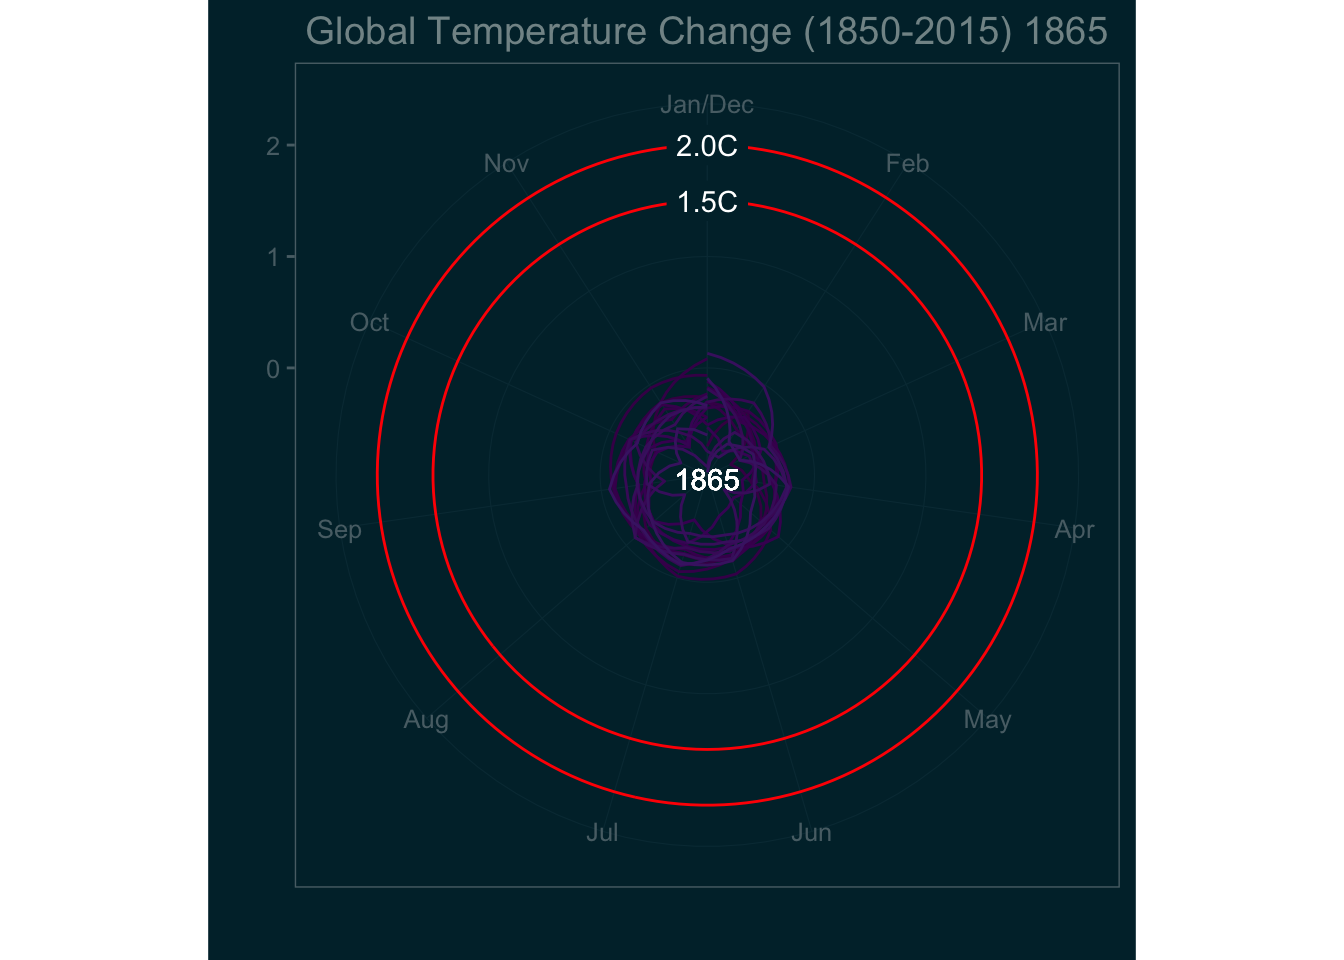 Global Temperature Change (1850-2015) 1865
Jan/Dec
2.0C
2
Nov
Feb
1.5C
1
Oct
Mar
0
1865
Sep
Apr
Aug
May
Jul
Jun